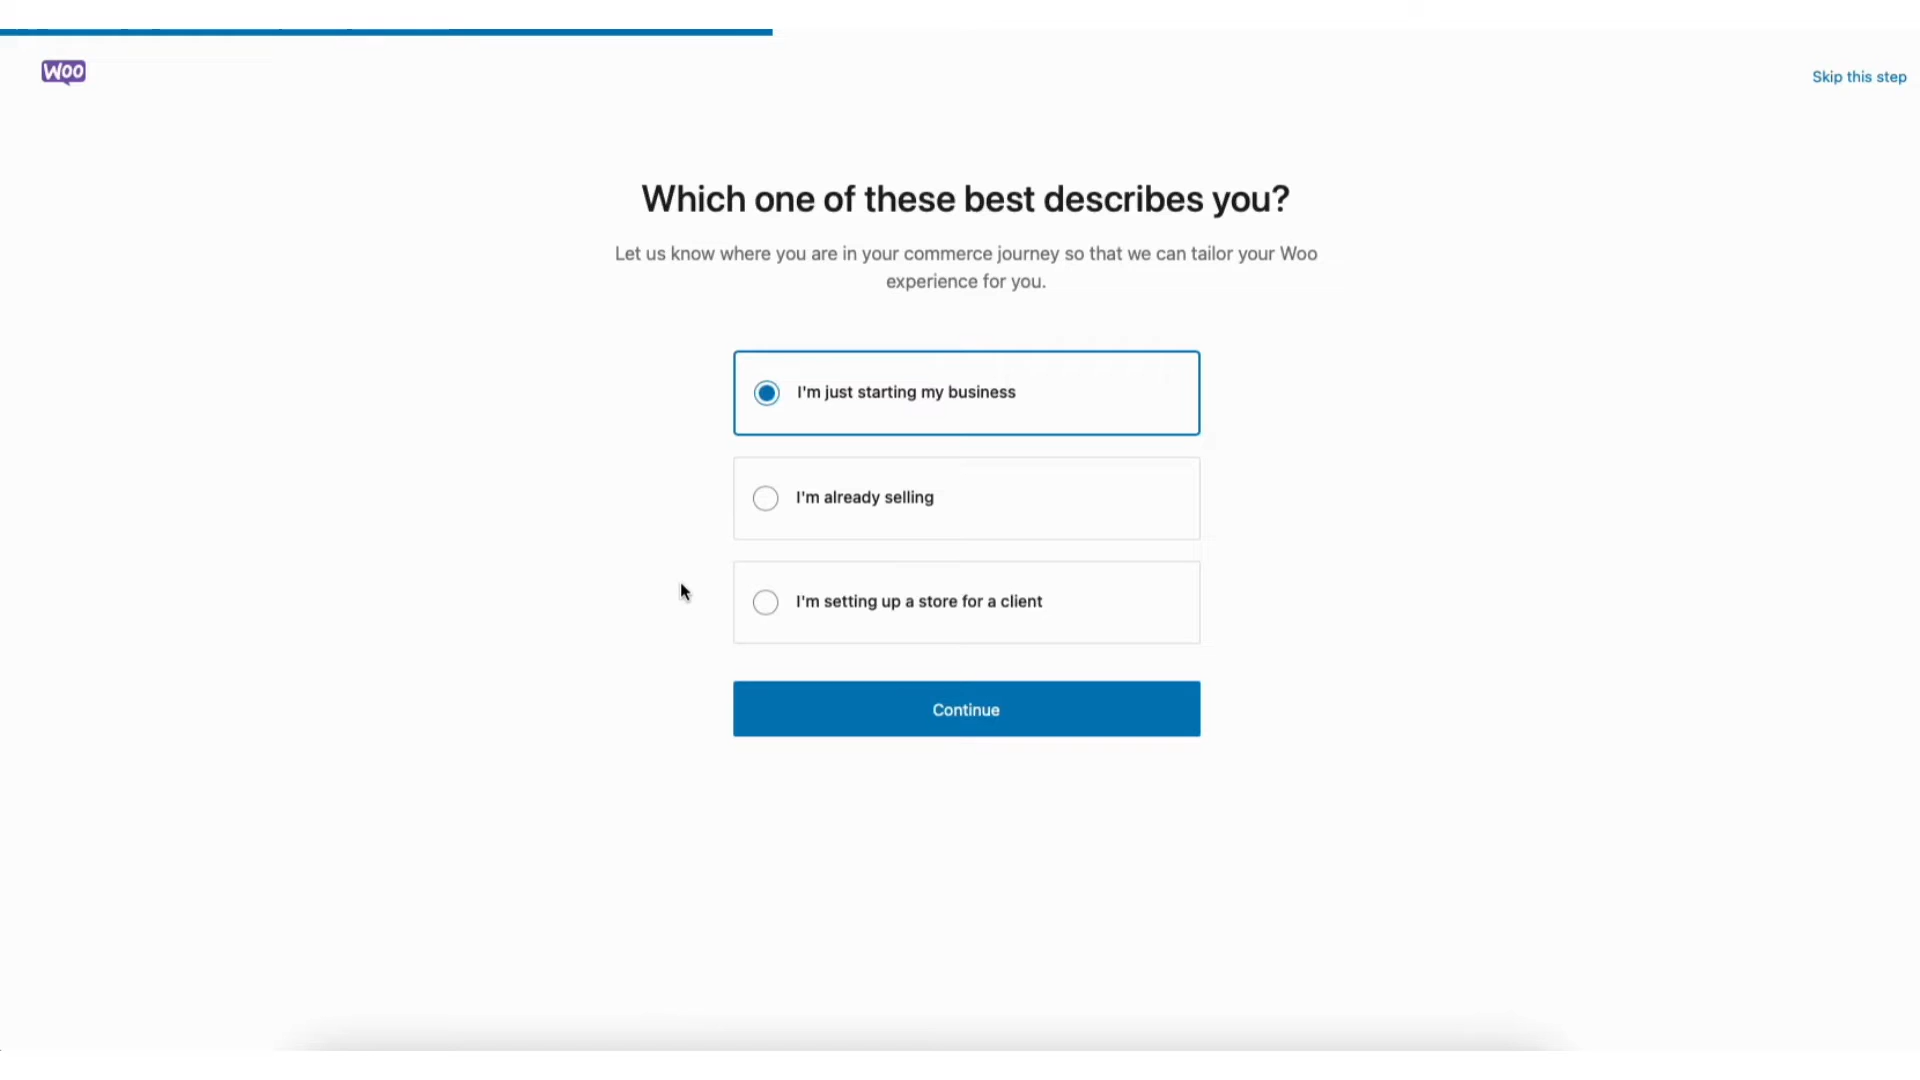 Woo
Skip this step
Which one of these best describes you?
Let us know where you are in your commerce journey so that we can tailor your Woo
experience for you.
I'm just starting my business
I'm already selling
I'm setting up a store for a client
Continue